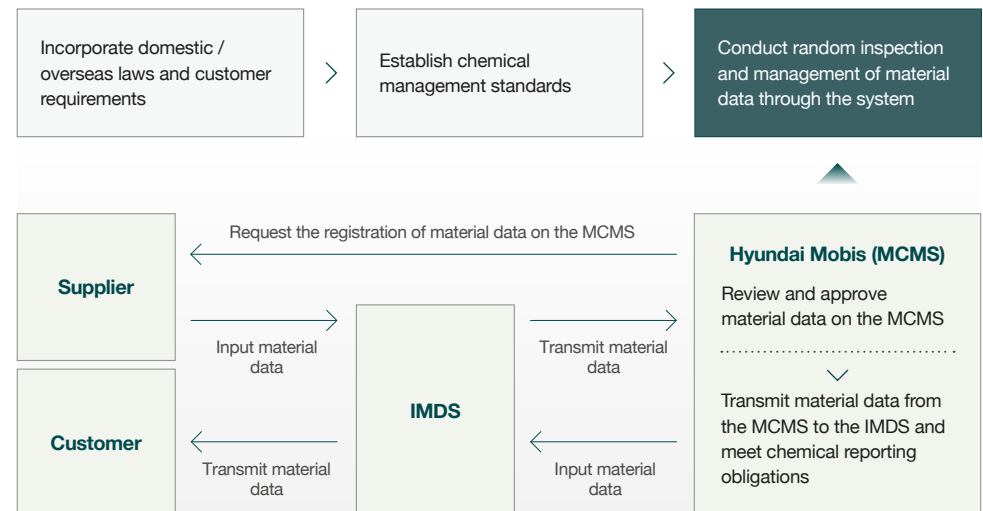 Incorporate domestic /
overseas laws and customer
requirements
Establish chemical
management standards
Conduct random inspection
and management of material
data through the system
Request the registration of material data on the MCMS
Supplier
Input material
data
Transmit material
data
Hyundai Mobis (MCMS)
Review and approve
material data on the MCMS
Transmit material data from
the MCMS to the IMDS and
meet chemical reporting
obligations
IMDS
Customer
Transmit material
data
Input material
data